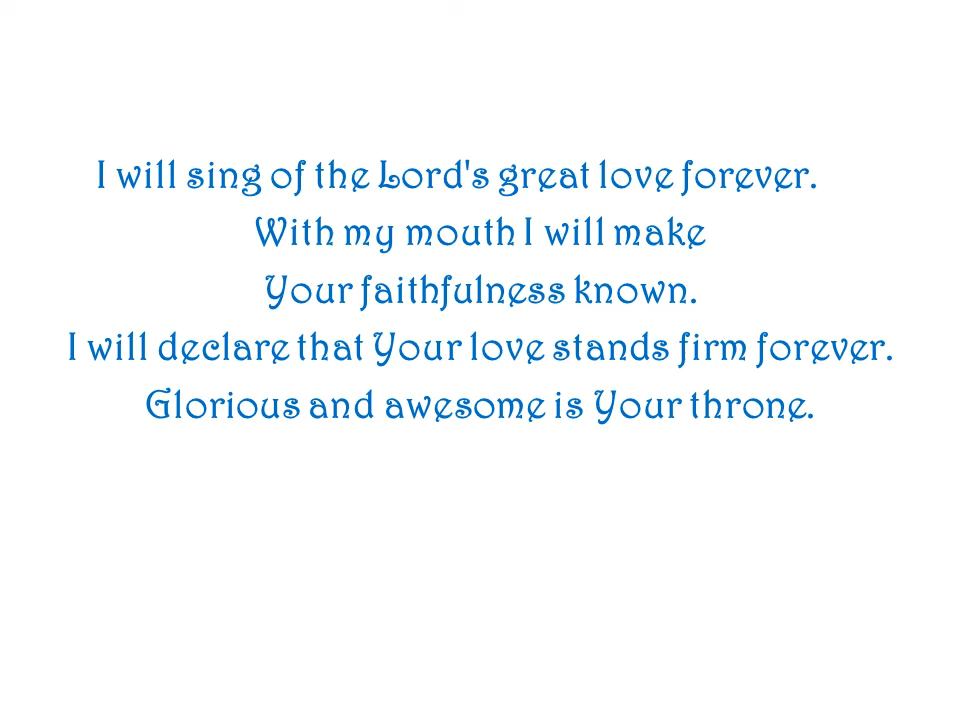 I will sing of the Lord's great love forever.
With my mouth I will make
Your faithfulness known.
I will declare that Your love stands firm forever.
Glorious and awesome is Your throne.